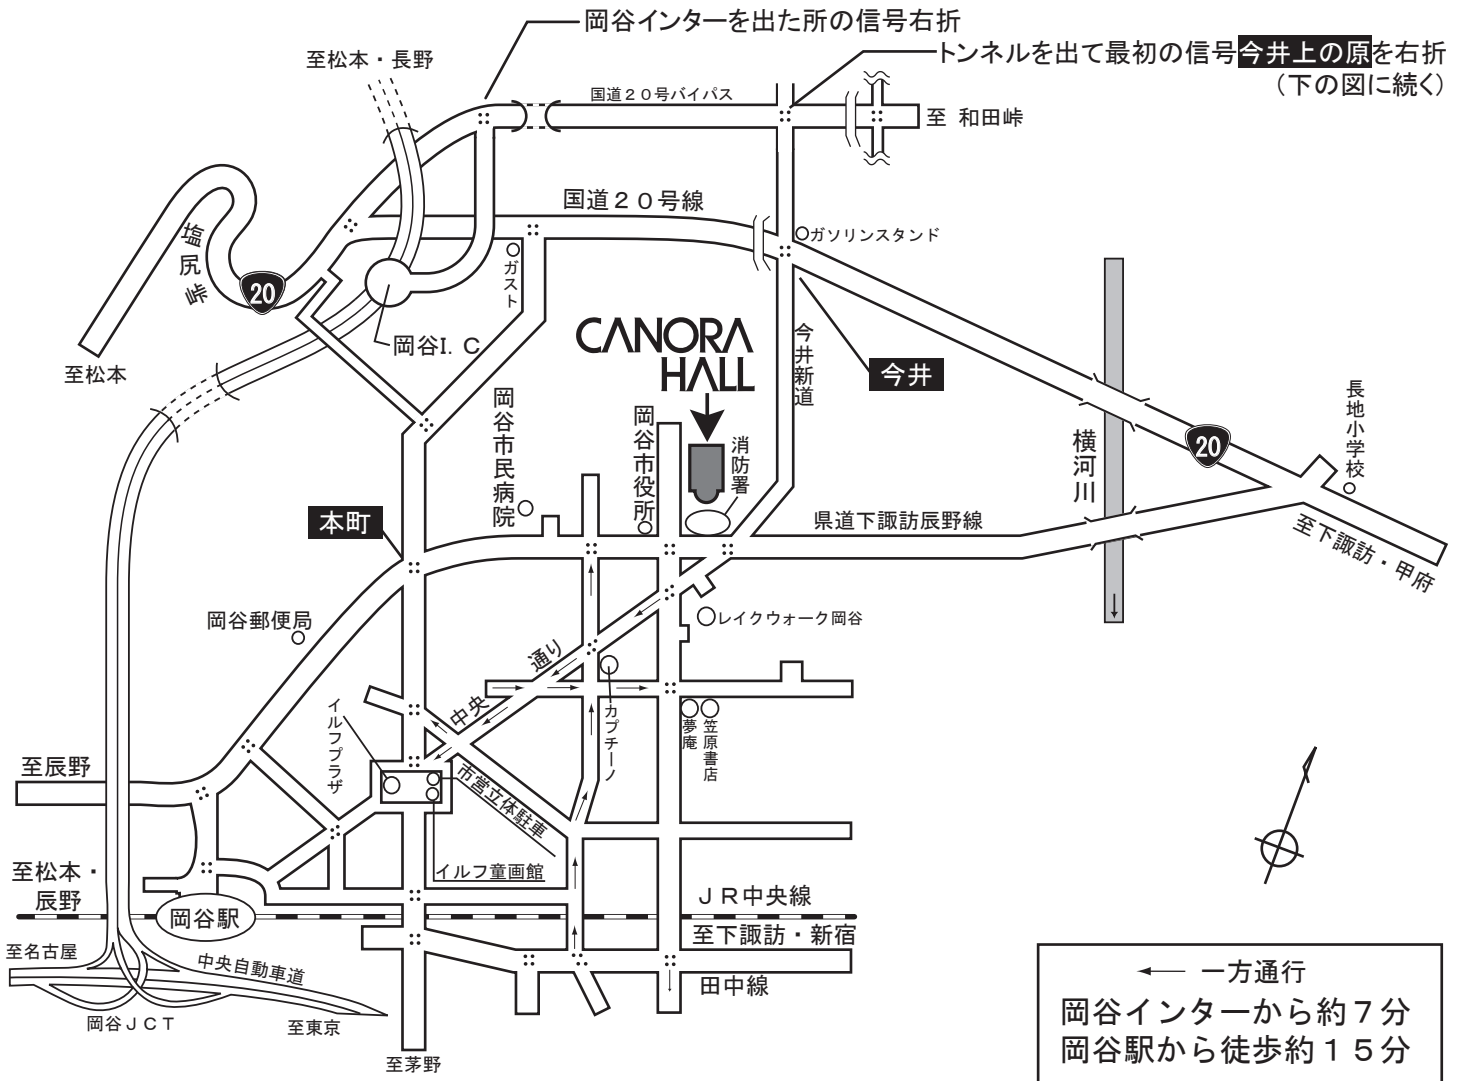 岡谷インターを出た所の信号右折
トンネルを出て最初の信号今井上の原を右折
(下の図に続く)
至松本・長野
国道20号バイパス
至 和田峠
国道20号線
ガソリンスタンド
塩尻峠
20
ガスト
岡谷I. C
至松本
CANORA
HALL
今井新道
今井
長地小学校
横河川
20
岡谷市民病院
岡谷市役所
消防署
本町
県道下諏訪辰野線
至下諏訪・甲府
岡谷郵便局
レイクウォーク岡谷
中央 通り
イルフプラザ
カプチーノ
夢庵
笠原書店
市営立体駐車
イルフ童画館
至辰野
至松本・
辰野
岡谷駅
JR中央線
至下諏訪・新宿
田中線
至名古屋
中央自動車道
岡谷JCT
至東京
至茅野
一方通行
岡谷インターから約7分
岡谷駅から徒歩約15分